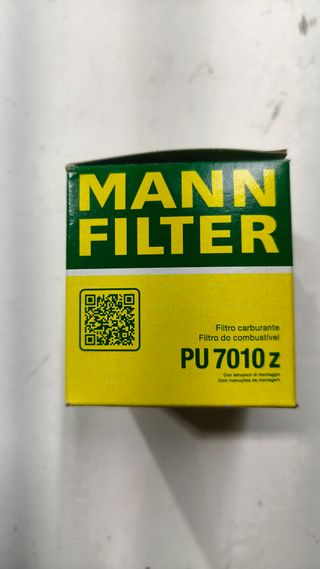 MANN
FILTER
Filtro carburante
Filtro do combustível
PU 7010 z
Con istruzioni di montaggio
Com instruções de montagem